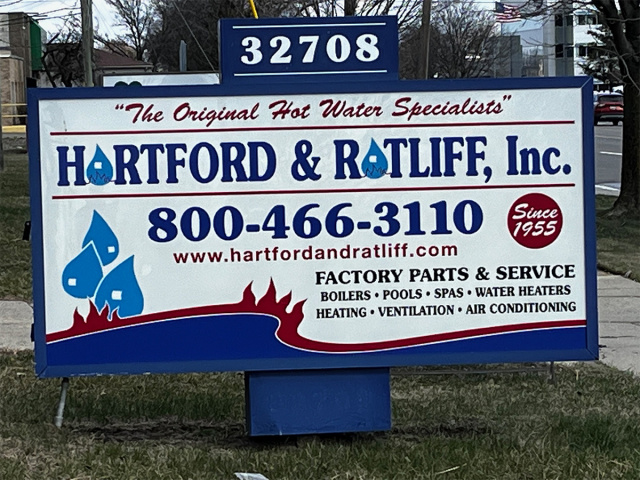 32708
"The Original Hot Water Specialists"
HARTFORD & RATLIFF, Inc.
800-466-3110
Since
1955
www.hartfordandratliff.com
FACTORY PARTS & SERVICE
BOILERS • POOLS • SPAS • WATER HEATERS
HEATING • VENTILATION • AIR CONDITIONING